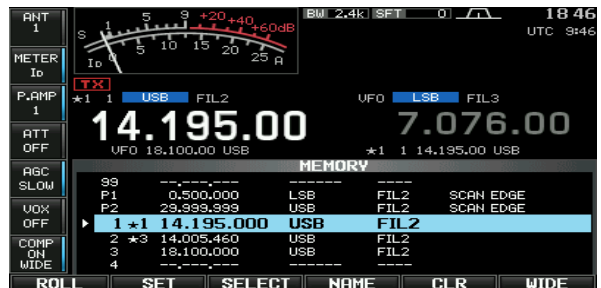 ANT
1
METER
ID
P.AMP
1
ATT
OFF
AGC
SLOW
VOX
OFF
COMP
ON
WIDE
S 1 5 9 +20 +40 +60dB
ID 0 5 10 15 20 25 A
BW 2.4k SFT 0
18 46
UTC 9:46
TX
★1 1 USB FIL2
VFO LSB FIL3
14.195.00
7.076.00
VFO 18.100.00 USB
★1 1 14.195.00 USB
MEMORY
99 --.---.--- ------ ----
P1 0.500.000 LSB FIL2 SCAN EDGE
P2 29.999.999 USB FIL2 SCAN EDGE
1 ★1 14.195.000 USB FIL2
2 ★3 14.005.460 USB FIL2
3 18.100.000 USB FIL2
4 --.---.--- ------ ----
ROLL SET SELECT NAME CLR WIDE